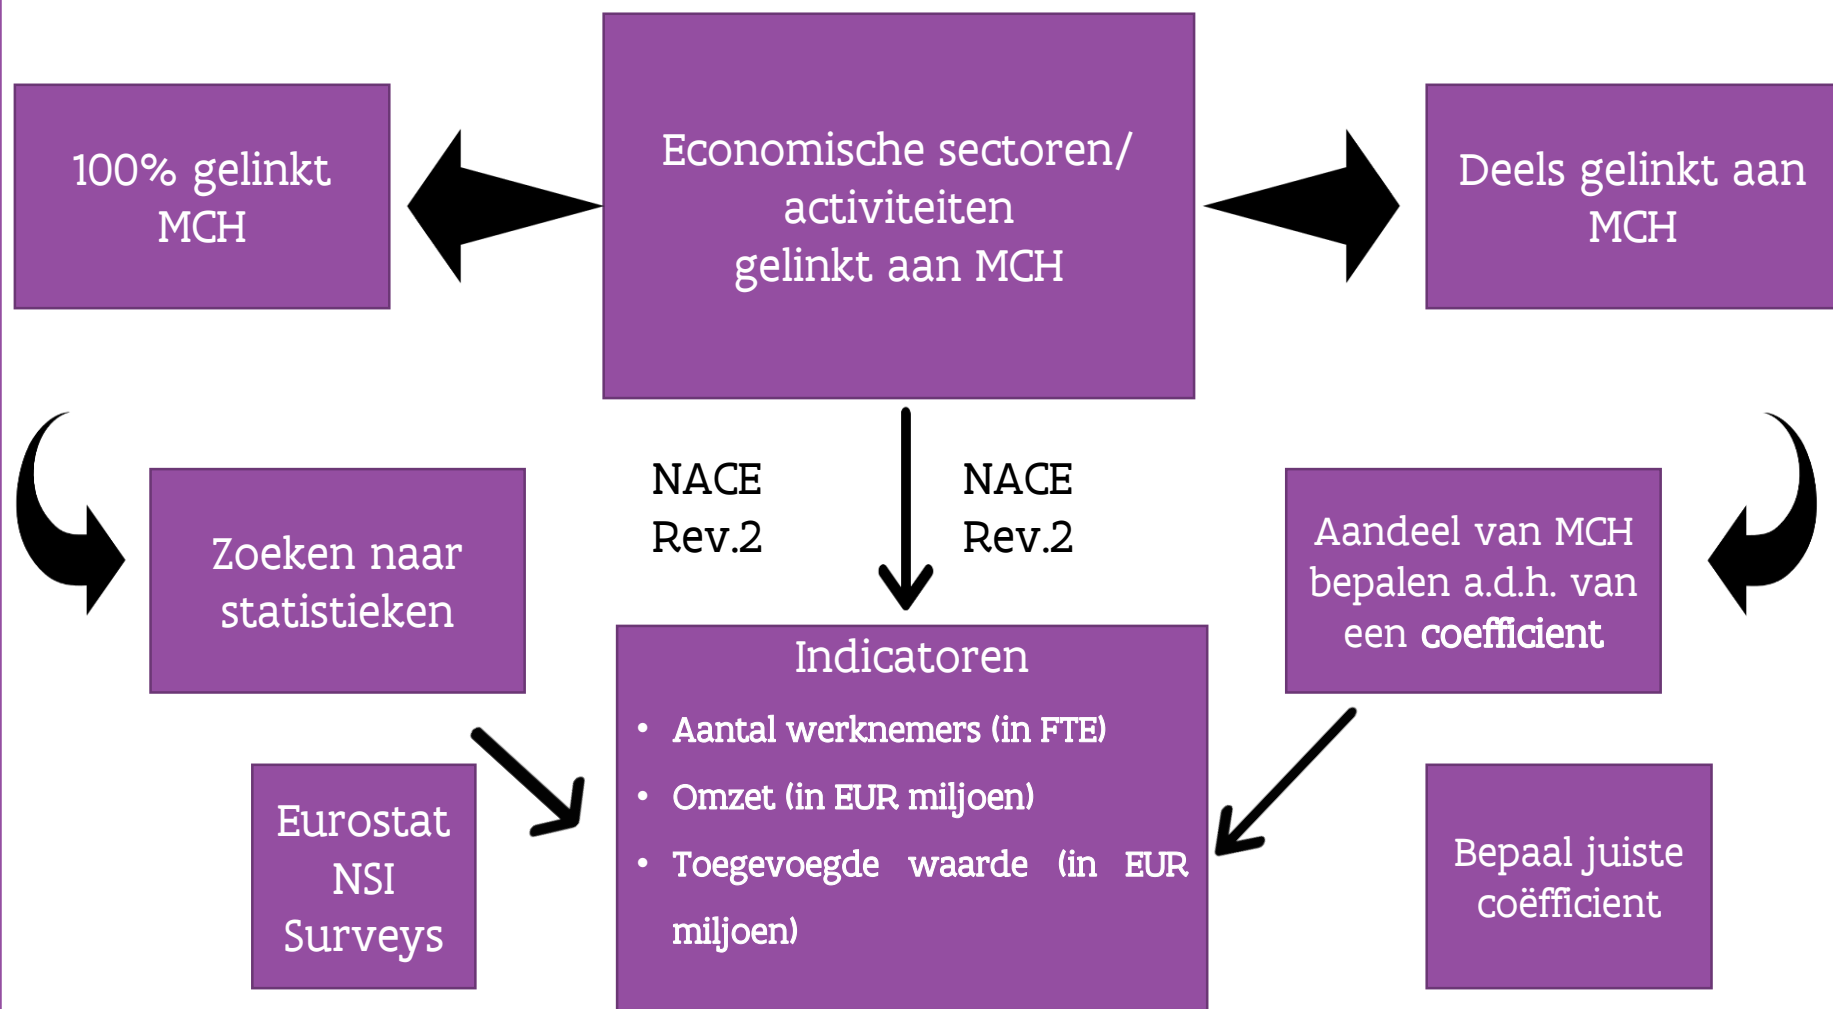 100% gelinkt
MCH
Economische sectoren/
activiteiten
gelinkt aan MCH
Deels gelinkt aan
MCH
Zoeken naar
statistieken
NACE
Rev.2
NACE
Rev.2
Aandeel van MCH
bepalen a.d.h. van
een coefficient
Eurostat
NSI
Surveys
Indicatoren
• Aantal werknemers (in FTE)
• Omzet (in EUR miljoen)
• Toegevoegde waarde (in EUR
miljoen)
Bepaal juiste
coëfficient